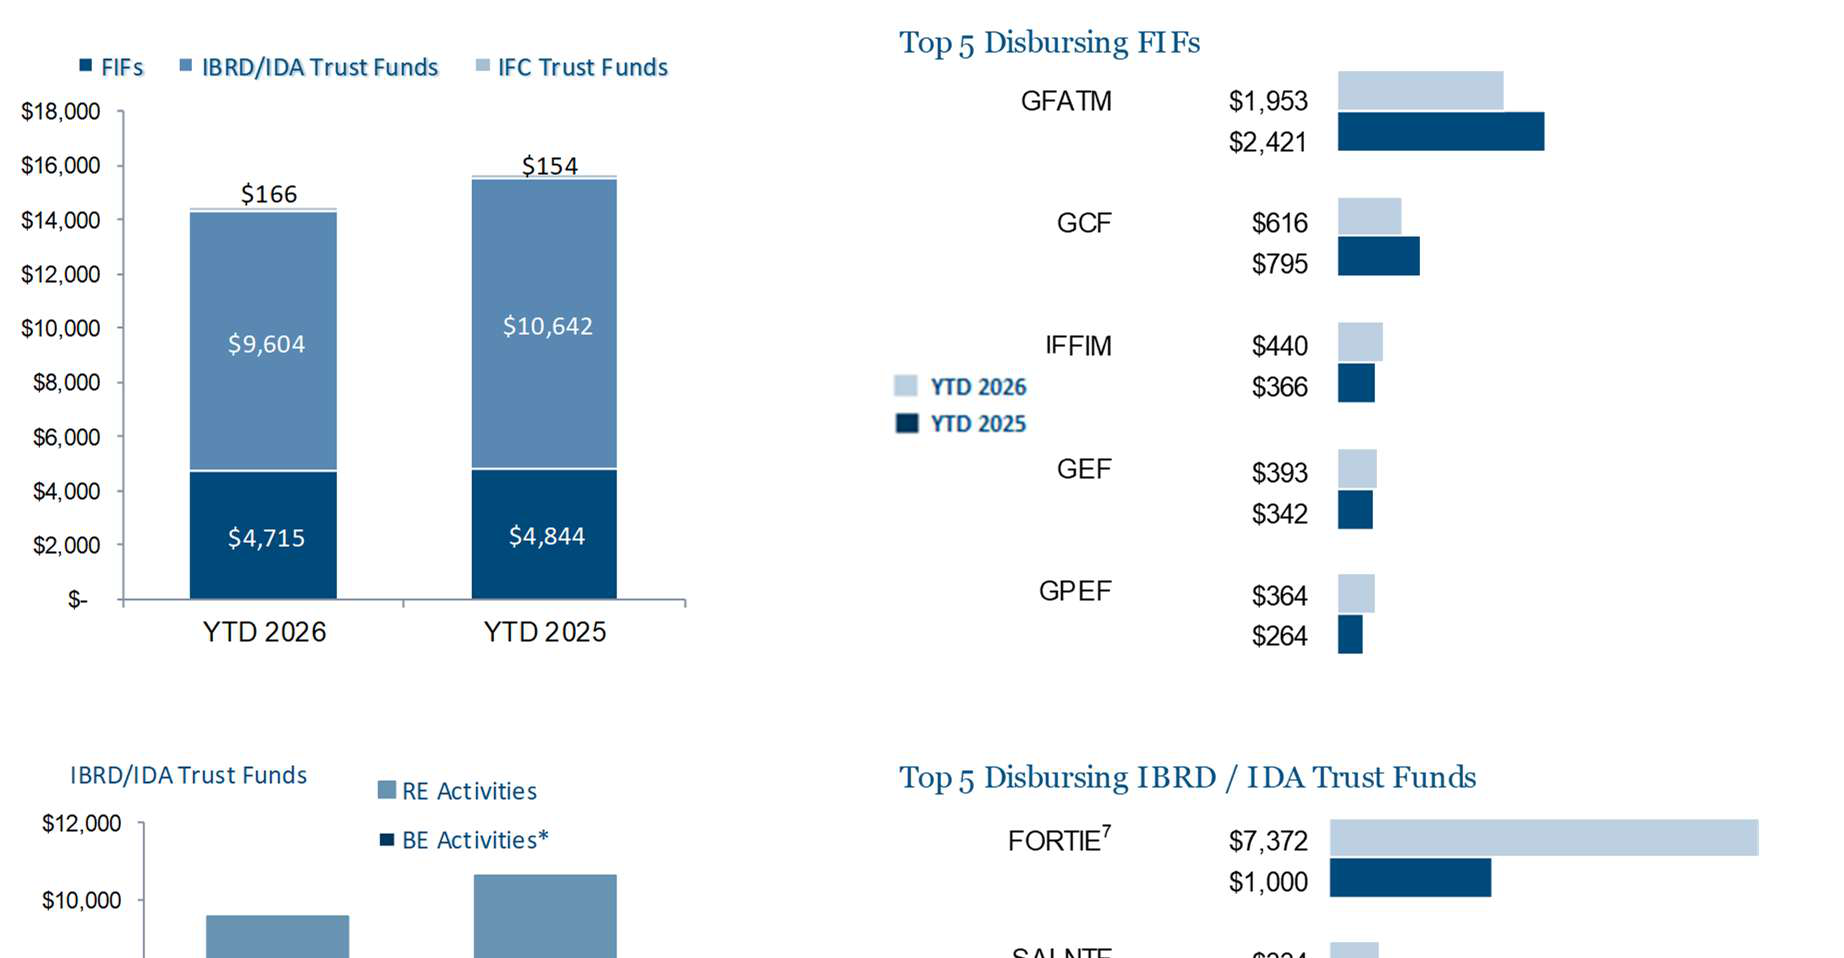 FIFs IBRD/IDA Trust Funds IFC Trust Funds
$18,000
$16,000
$14,000
$12,000
$10,000
$8,000
$6,000
$4,000
$2,000
$-
$166
$9,604
$4,715
$154
$10,642
$4,844
YTD 2026 YTD 2025
Top 5 Disbursing FIFs
GFATM $1,953
$2,421
GCF $616
$795
IFFIM $440
$366
YTD 2026
YTD 2025
GEF $393
$342
GPEF $364
$264
IBRD/IDA Trust Funds
RE Activities
BE Activities*
$12,000
$10,000
Top 5 Disbursing IBRD / IDA Trust Funds
FORTIE7 $7,372
$1,000